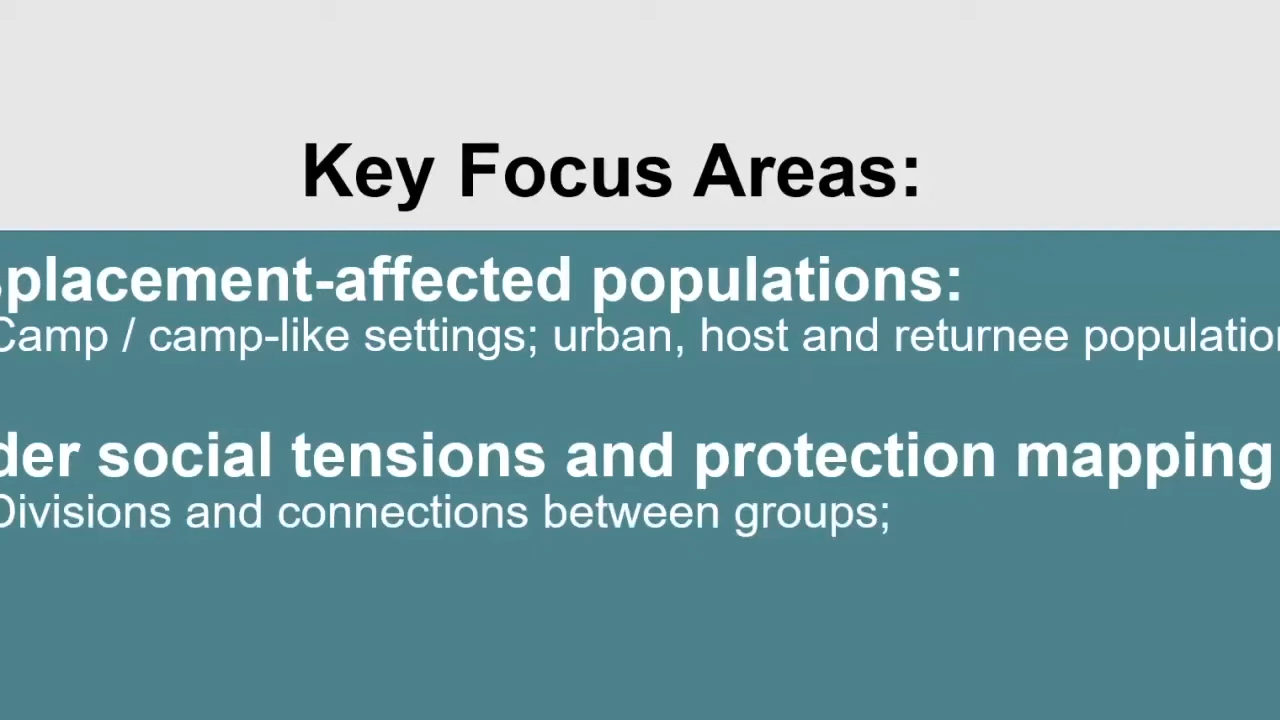 Key Focus Areas:
splacement-affected populations:
Camp / camp-like settings; urban, host and returnee population
der social tensions and protection mapping
Divisions and connections between groups;